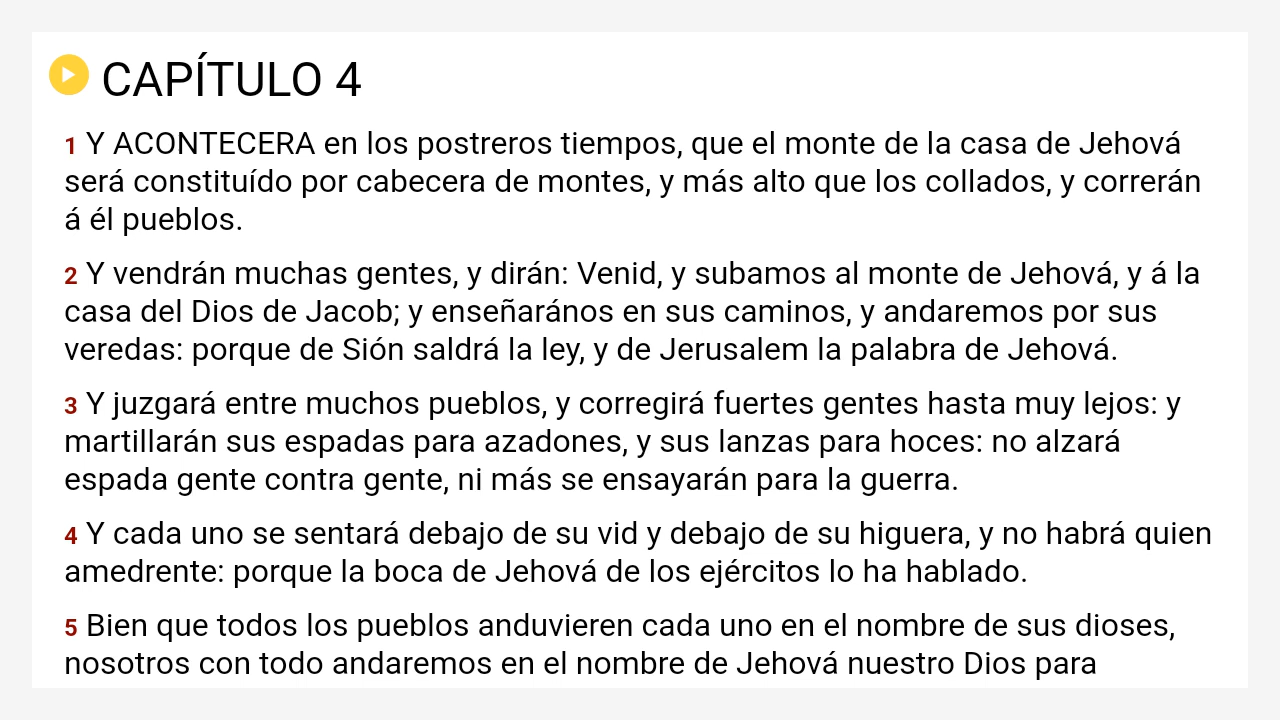 CAPÍTULO 4
1 Y ACONTECERA en los postreros tiempos, que el monte de la casa de Jehová
será constituído por cabecera de montes, y más alto que los collados, y correrán
á él pueblos.
2 Y vendrán muchas gentes, y dirán: Venid, y subamos al monte de Jehová, y á la
casa del Dios de Jacob; y enseñarános en sus caminos, y andaremos por sus
veredas: porque de Sión saldrá la ley, y de Jerusalem la palabra de Jehová.
3 Y juzgará entre muchos pueblos, y corregirá fuertes gentes hasta muy lejos: y
martillarán sus espadas para azadones, y sus lanzas para hoces: no alzará
espada gente contra gente, ni más se ensayarán para la guerra.
4 Y cada uno se sentará debajo de su vid y debajo de su higuera, y no habrá quien
amedrente: porque la boca de Jehová de los ejércitos lo ha hablado.
5 Bien que todos los pueblos anduvieren cada uno en el nombre de sus dioses,
nosotros con todo andaremos en el nombre de Jehová nuestro Dios para